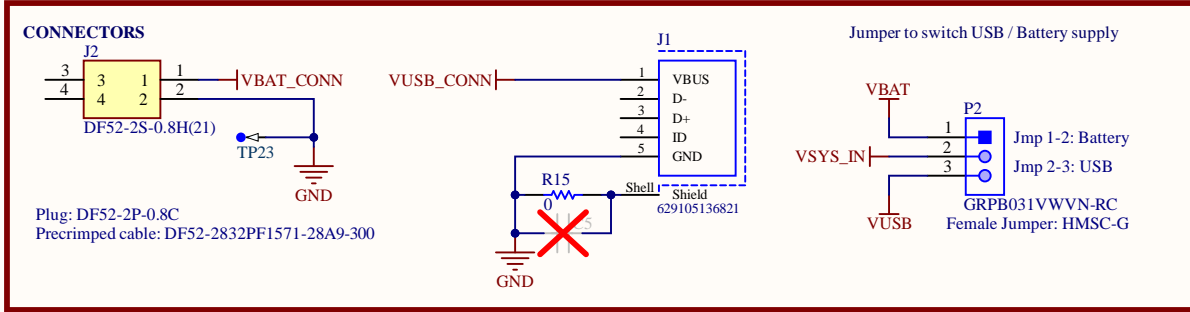 CONNECTORS
J2
3 3 1 1
4 4 2 2
VBAT_CONN
DF52-2S-0.8H(21)
TP23
GND
Plug: DF52-2P-0.8C
Precrimped cable: DF52-2832PF1571-28A9-300
J1
VUSB_CONN
1 VBUS
2 D-
3 D+
4 ID
5 GND
Shell Shield
629105136821
R15
0
GND
Jumper to switch USB / Battery supply
VBAT
P2
1 Jmp 1-2: Battery
VSYS_IN 2
Jmp 2-3: USB
3
VUSB
GRPB031VWVN-RC
Female Jumper: HMSC-G